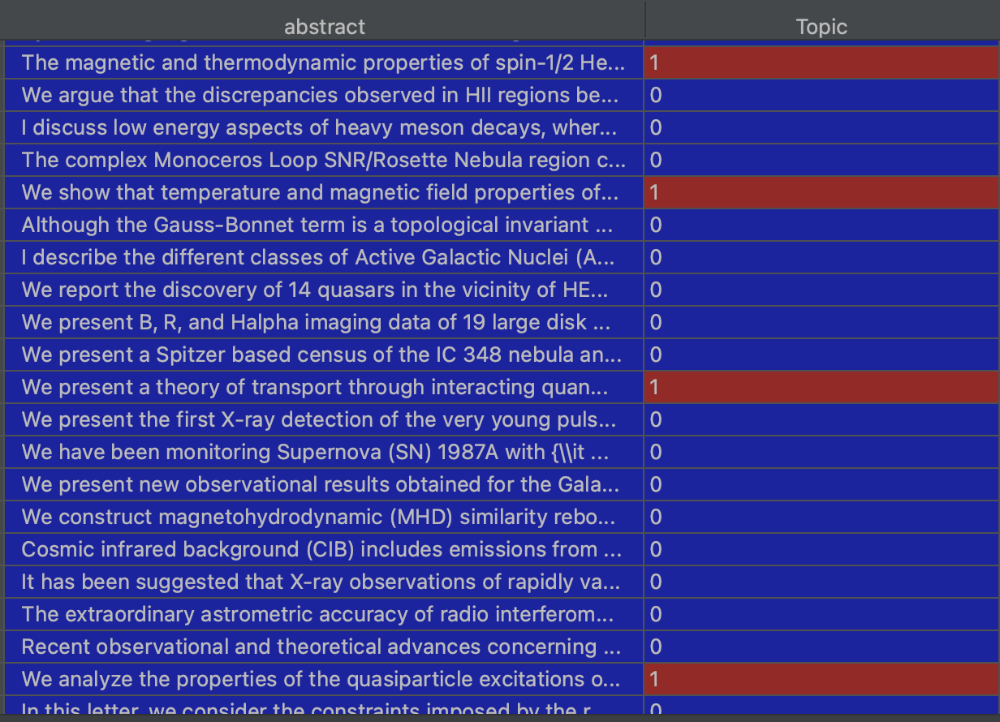 abstract Topic
The magnetic and thermodynamic properties of spin-1/2 He... 1
We argue that the discrepancies observed in HII regions be... 0
I discuss low energy aspects of heavy meson decays, wher... 0
The complex Monoceros Loop SNR/Rosette Nebula region c... 0
We show that temperature and magnetic field properties of... 1
Although the Gauss-Bonnet term is a topological invariant ... 0
I describe the different classes of Active Galactic Nuclei (A... 0
We report the discovery of 14 quasars in the vicinity of HE... 0
We present B, R, and Halpha imaging data of 19 large disk ... 0
We present a Spitzer based census of the IC 348 nebula an... 0
We present a theory of transport through interacting quan... 1
We present the first X-ray detection of the very young puls... 0
We have been monitoring Supernova (SN) 1987A with {\\it ... 0
We present new observational results obtained for the Gala... 0
We construct magnetohydrodynamic (MHD) similarity rebo... 0
Cosmic infrared background (CIB) includes emissions from ... 0
It has been suggested that X-ray observations of rapidly va... 0
The extraordinary astrometric accuracy of radio interferom... 0
Recent observational and theoretical advances concerning ... 0
We analyze the properties of the quasiparticle excitations o... 1
In this letter, we consider the constraints imposed by the r... 0